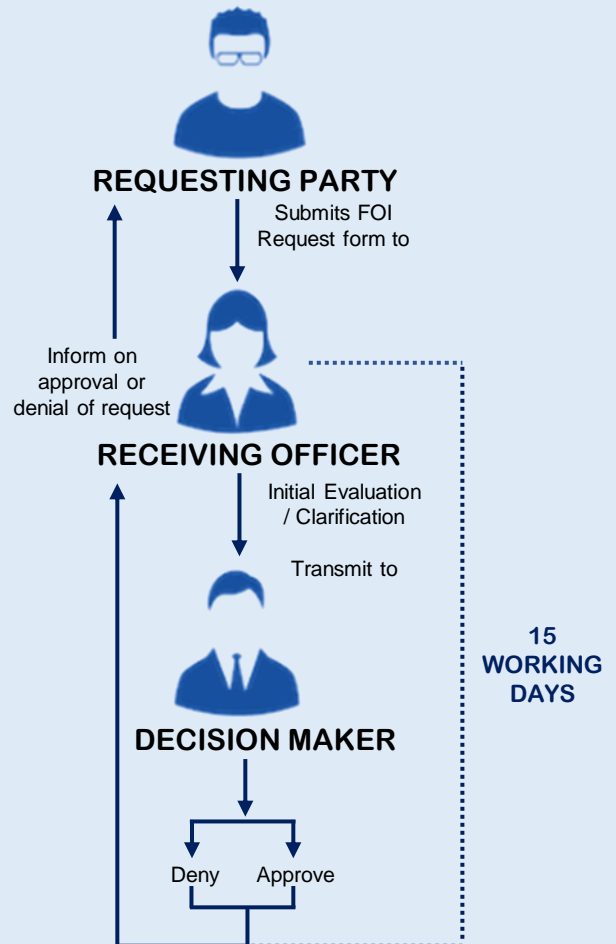 REQUESTING PARTY
Submits FOI
Request form to
Inform on
approval or
denial of request
RECEIVING OFFICER
Initial Evaluation
/ Clarification
Transmit to
15
WORKING
DAYS
DECISION MAKER
Deny
Approve